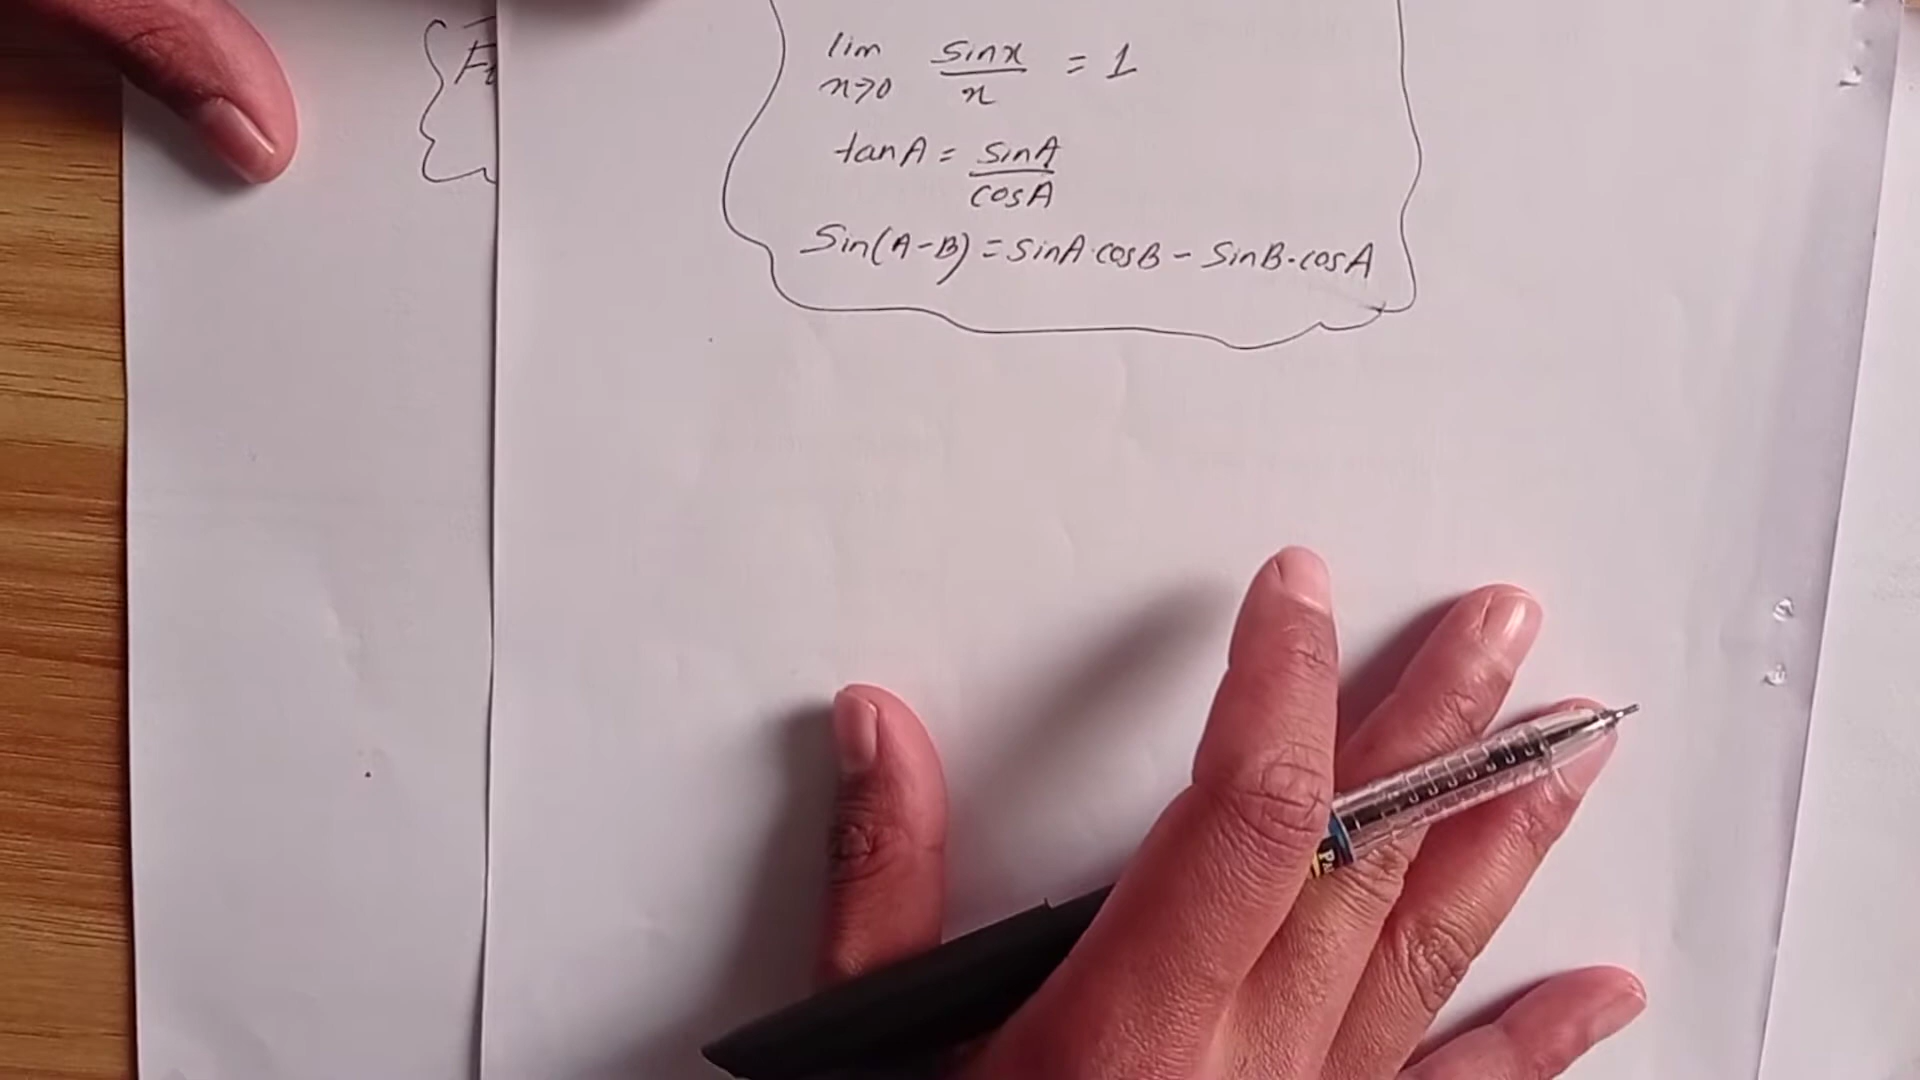 lim sinx = 1
x→0 x
tanA = sinA
cosA
Sin(A-B) = sinA·cosB - sinB·cosA